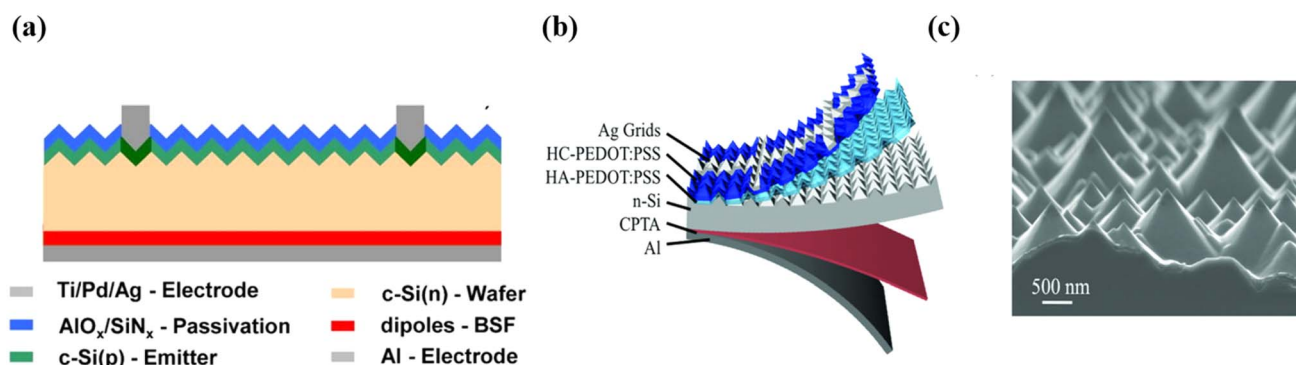 (a)
(b)
(c)
Ag Grids
HC-PEDOT:PSS
HA-PEDOT:PSS
n-Si
CPTA
Al
500 nm
Ti/Pd/Ag - Electrode
c-Si(n) - Wafer
AlOₓ/SiNₓ - Passivation
dipoles - BSF
c-Si(p) - Emitter
Al - Electrode